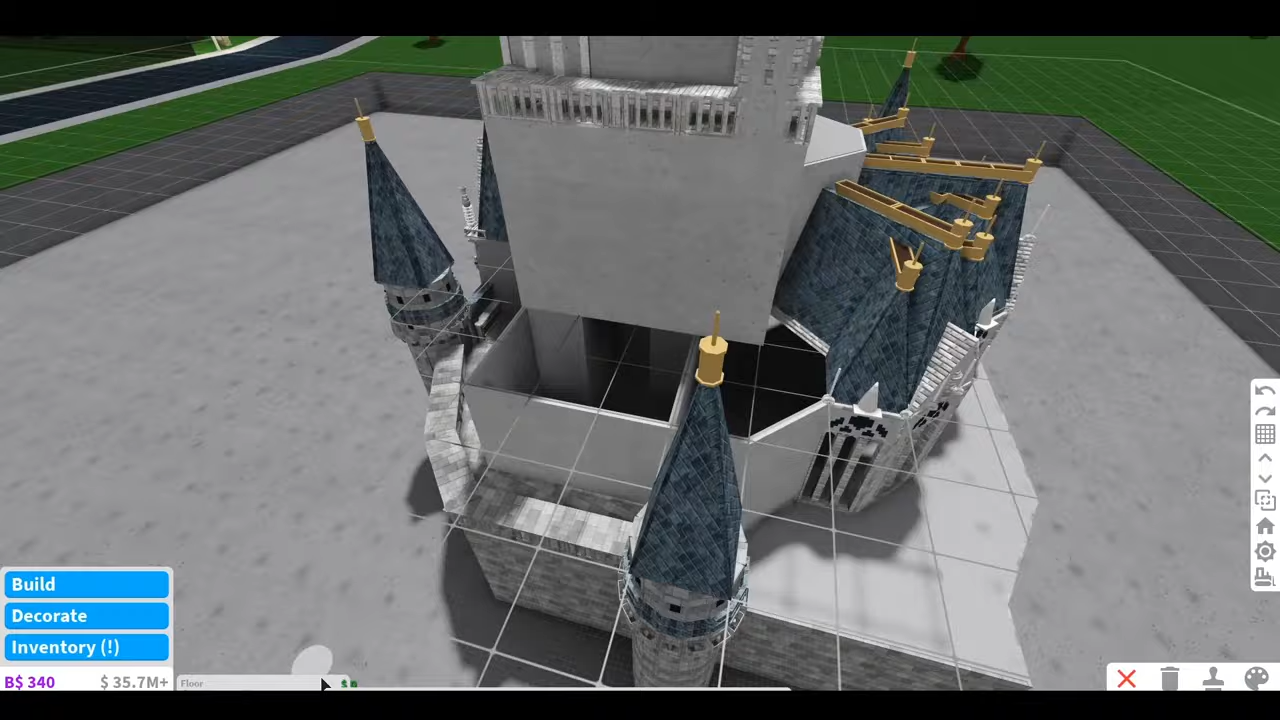 Build
Decorate
Inventory (!)
B$ 340
$ 35.7M+
Floor